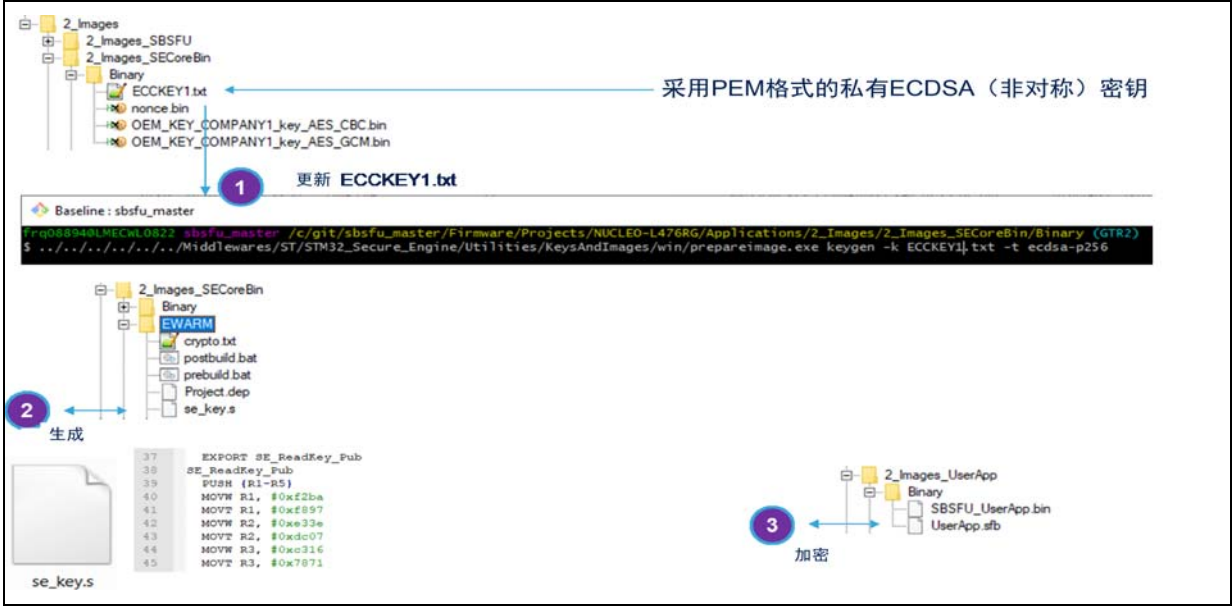 2_Images
2_Images_SBSFU
2_Images_SECoreBin
Binary
ECCKEY1.txt
采用PEM格式的私有ECDSA（非对称）密钥
nonce.bin
OEM_KEY_COMPANY1_key_AES_CBC.bin
OEM_KEY_COMPANY1_key_AES_GCM.bin
1
更新 ECCKEY1.txt
Baseline : sbsfu_master
frq088940LMECWL0822 sbsfu_master /c/git/sbsfu_master/Firmware/Projects/NUCLEO-L476RG/Applications/2_Images/2_Images_SECoreBin/Binary (GTR2)
$ ../../../../../../Middlewares/ST/STM32_Secure_Engine/Utilities/KeysAndImages/win/prepareimage.exe keygen -k ECCKEY1.txt -t ecdsa-p256
2_Images_SECoreBin
Binary
EWARM
crypto.txt
postbuild.bat
prebuild.bat
Project.dep
se_key.s
2
生成
37 EXPORT SE_ReadKey_Pub
38 SE_ReadKey_Pub
39 PUSH {R1-R5}
40 MOVW R1, #0xf2ba
41 MOVT R1, #0xf897
42 MOVW R2, #0xe33e
43 MOVT R2, #0xdc07
44 MOVW R3, #0xc316
45 MOVT R3, #0x7871
se_key.s
2_Images_UserApp
Binary
SBSFU_UserApp.bin
UserApp.sfb
3
加密